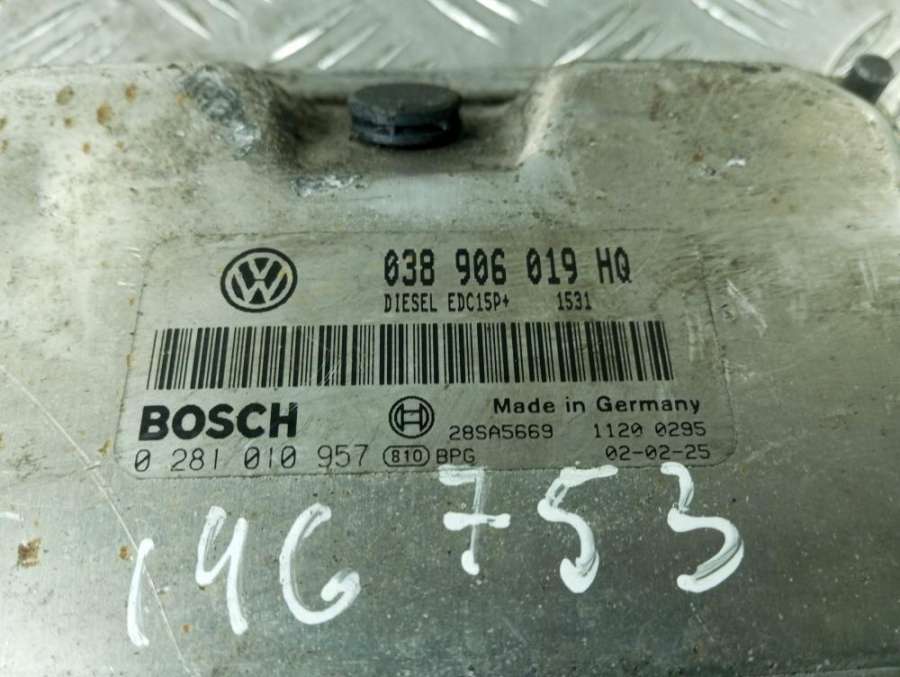 038 906 019 HQ
DIESEL EDC15P+ 1531
BOSCH
Made in Germany
28SA5669 1120 0295
0 281 010 957 810 BPG 02-02-25
146 753